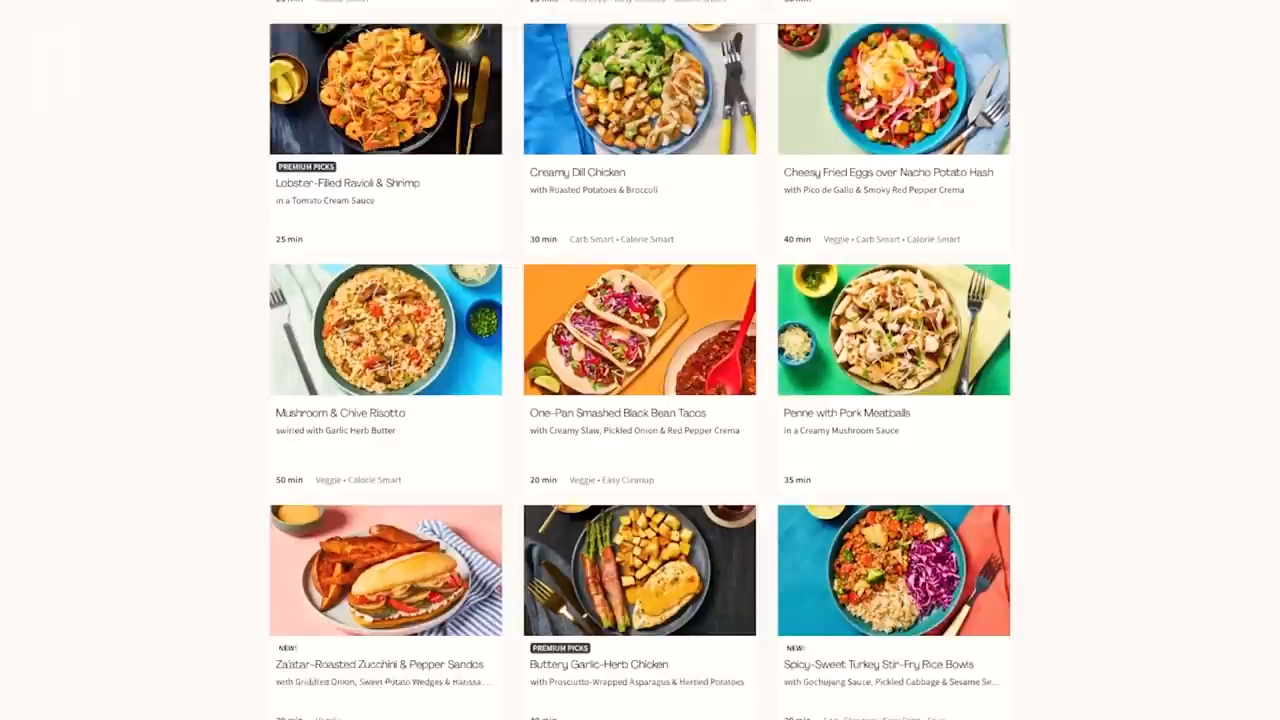 PREMIUM PICKS
Lobster-Filled Ravioli & Shrimp
in a Tomato Cream Sauce
25 min
Creamy Dill Chicken
with Roasted Potatoes & Broccoli
30 min Carb Smart • Calorie Smart
Cheesy Fried Eggs over Nacho Potato Hash
with Pico de Gallo & Smoky Red Pepper Crema
40 min Veggie • Carb Smart • Calorie Smart
Mushroom & Chive Risotto
swirled with Garlic Herb Butter
50 min Veggie • Calorie Smart
One-Pan Smashed Black Bean Tacos
with Creamy Slaw, Pickled Onion & Red Pepper Crema
20 min Veggie • Easy Cleanup
Penne with Pork Meatballs
in a Creamy Mushroom Sauce
35 min
NEW!
Za'atar-Roasted Zucchini & Pepper Sandos
with Griddled Onion, Sweet Potato Wedges & Harissa ...
PREMIUM PICKS
Buttery Garlic-Herb Chicken
with Prosciutto-Wrapped Asparagus & Herbed Potatoes
NEW!
Spicy-Sweet Turkey Stir-Fry Rice Bowls
with Gochujang Sauce, Pickled Cabbage & Sesame Se...